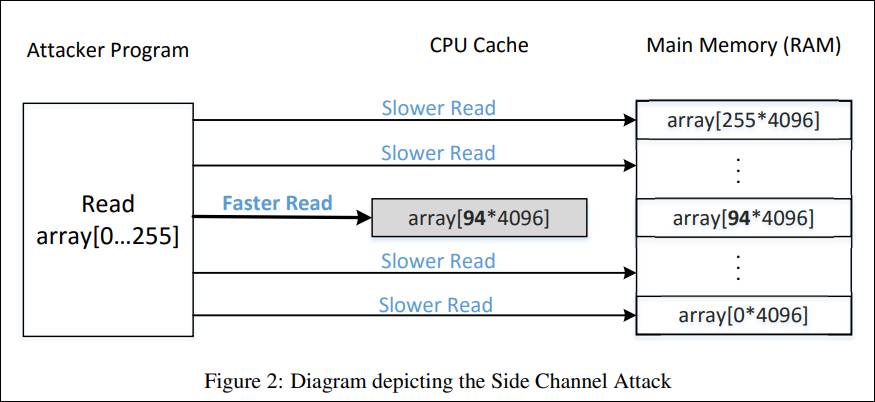 Attacker Program
CPU Cache
Main Memory (RAM)
Slower Read
array[255*4096]
Slower Read
⋮
Read
array[0...255]
Faster Read
array[94*4096]
array[94*4096]
Slower Read
⋮
Slower Read
array[0*4096]
Figure 2: Diagram depicting the Side Channel Attack